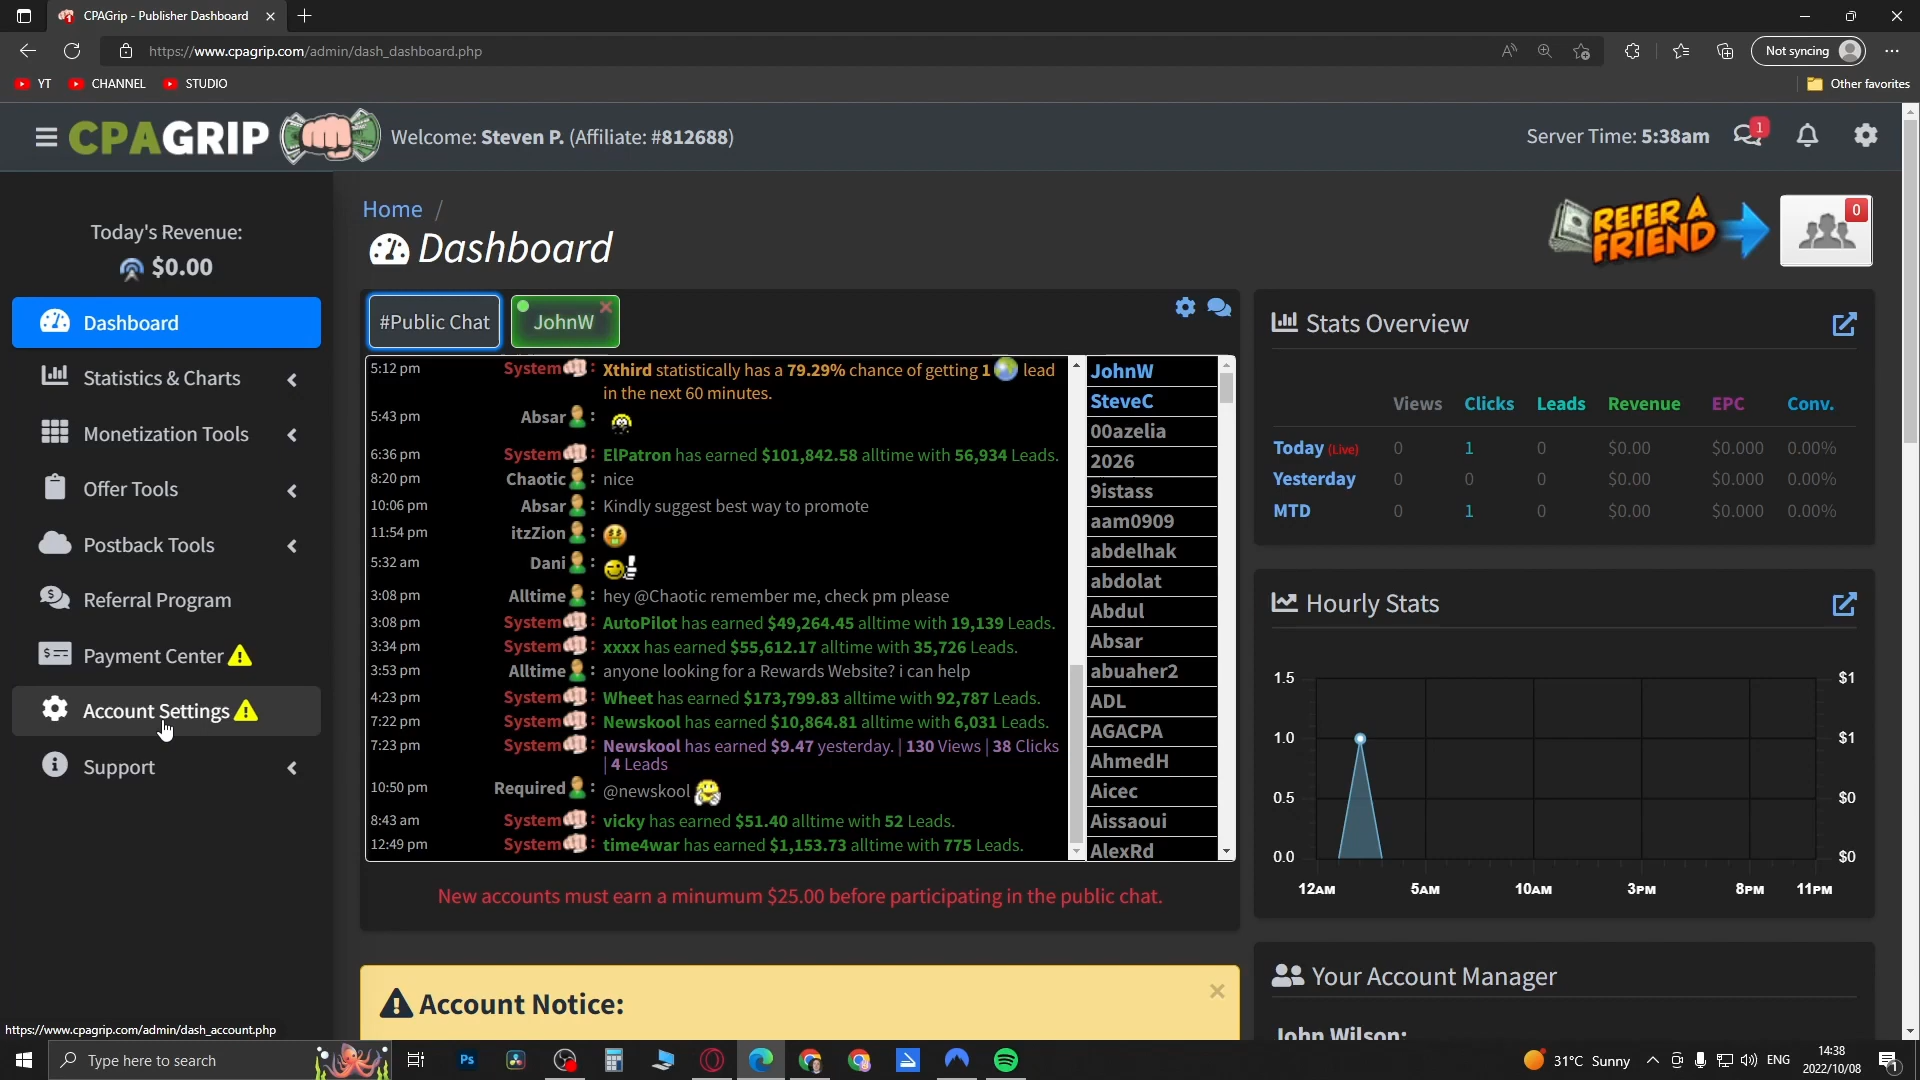 CPAGrip - Publisher Dashboard
https://www.cpagrip.com/admin/dash_dashboard.php
Not syncing
YT
CHANNEL
STUDIO
Other favorites
CPAGRIP
Welcome: Steven P. (Affiliate: #812688)
Server Time: 5:38am
1
Today's Revenue:
$0.00
Dashboard
Statistics & Charts
Monetization Tools
Offer Tools
Postback Tools
Referral Program
Payment Center
Account Settings
Support
Home /
Dashboard
REFER A
FRIEND
0
#Public Chat
JohnW
5:12 pm System: Xthird statistically has a 79.29% chance of getting 1 lead
in the next 60 minutes.
5:43 pm Absar:
6:36 pm System: ElPatron has earned $101,842.58 alltime with 56,934 Leads.
8:20 pm Chaotic: nice
10:06 pm Absar: Kindly suggest best way to promote
11:54 pm itzZion:
5:32 am Dani:
3:08 pm Alltime: hey @Chaotic remember me, check pm please
3:08 pm System: AutoPilot has earned $49,264.45 alltime with 19,139 Leads.
3:34 pm System: xxxx has earned $55,612.17 alltime with 35,726 Leads.
3:53 pm Alltime: anyone looking for a Rewards Website? i can help
4:23 pm System: Wheet has earned $173,799.83 alltime with 92,787 Leads.
7:22 pm System: Newskool has earned $10,864.81 alltime with 6,031 Leads.
7:23 pm System: Newskool has earned $9.47 yesterday. | 130 Views | 38 Clicks
| 4 Leads
10:50 pm Required: @newskool
8:43 am System: vicky has earned $51.40 alltime with 52 Leads.
12:49 pm System: time4war has earned $1,153.73 alltime with 775 Leads.
JohnW
SteveC
00azelia
2026
9istass
aam0909
abdelhak
abdolat
Abdul
Absar
abuaher2
ADL
AGACPA
AhmedH
Aicec
Aissaoui
AlexRd
New accounts must earn a minumum $25.00 before participating in the public chat.
Account Notice:
×
Stats Overview
Views Clicks Leads Revenue EPC Conv.
Today (Live) 0 1 0 $0.00 $0.000 0.00%
Yesterday 0 0 0 $0.00 $0.000 0.00%
MTD 0 1 0 $0.00 $0.000 0.00%
Hourly Stats
1.5 $1
1.0 $1
0.5 $0
0.0 $0
12AM 5AM 10AM 3PM 8PM 11PM
Your Account Manager
John Wilson:
https://www.cpagrip.com/admin/dash_account.php
Type here to search
Ps
31°C Sunny
ENG
14:38
2022/10/08
1